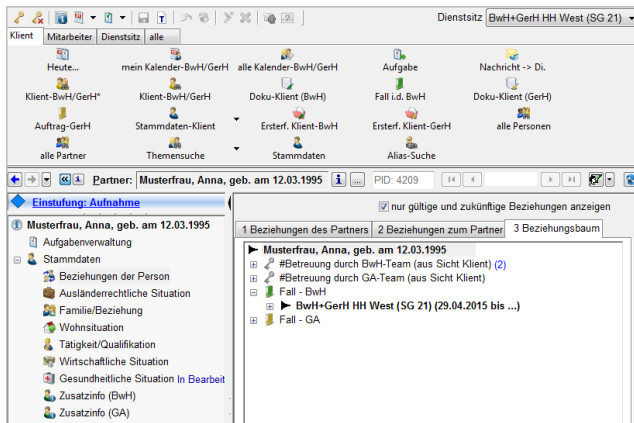 Dienstsitz BwH+GerH HH West (SG 21)
Klient Mitarbeiter Dienstsitz alle
Heute... mein Kalender-BwH/GerH alle Kalender-BwH/GerH Aufgabe Nachricht -> Di.
Klient-BwH/GerH* Klient-BwH/GerH Doku-Klient (BwH) Fall i.d. BwH Doku-Klient (GerH)
Auftrag-GerH Stammdaten-Klient Ersterf. Klient-BwH Ersterf. Klient-GerH alle Personen
alle Partner Themensuche Stammdaten Alias-Suche
Partner: Musterfrau, Anna, geb. am 12.03.1995 ... PID: 4209
Einstufung: Aufnahme
Musterfrau, Anna, geb. am 12.03.1995
Aufgabenverwaltung
Stammdaten
Beziehungen der Person
Ausländerrechtliche Situation
Familie/Beziehung
Wohnsituation
Tätigkeit/Qualifikation
Wirtschaftliche Situation
Gesundheitliche Situation In Bearbeit
Zusatzinfo (BwH)
Zusatzinfo (GA)
nur gültige und zukünftige Beziehungen anzeigen
1 Beziehungen des Partners 2 Beziehungen zum Partner 3 Beziehungsbaum
Musterfrau, Anna, geb. am 12.03.1995
#Betreuung durch BwH-Team (aus Sicht Klient) (2)
#Betreuung durch GA-Team (aus Sicht Klient)
Fall - BwH
BwH+GerH HH West (SG 21) (29.04.2015 bis ...)
Fall - GA